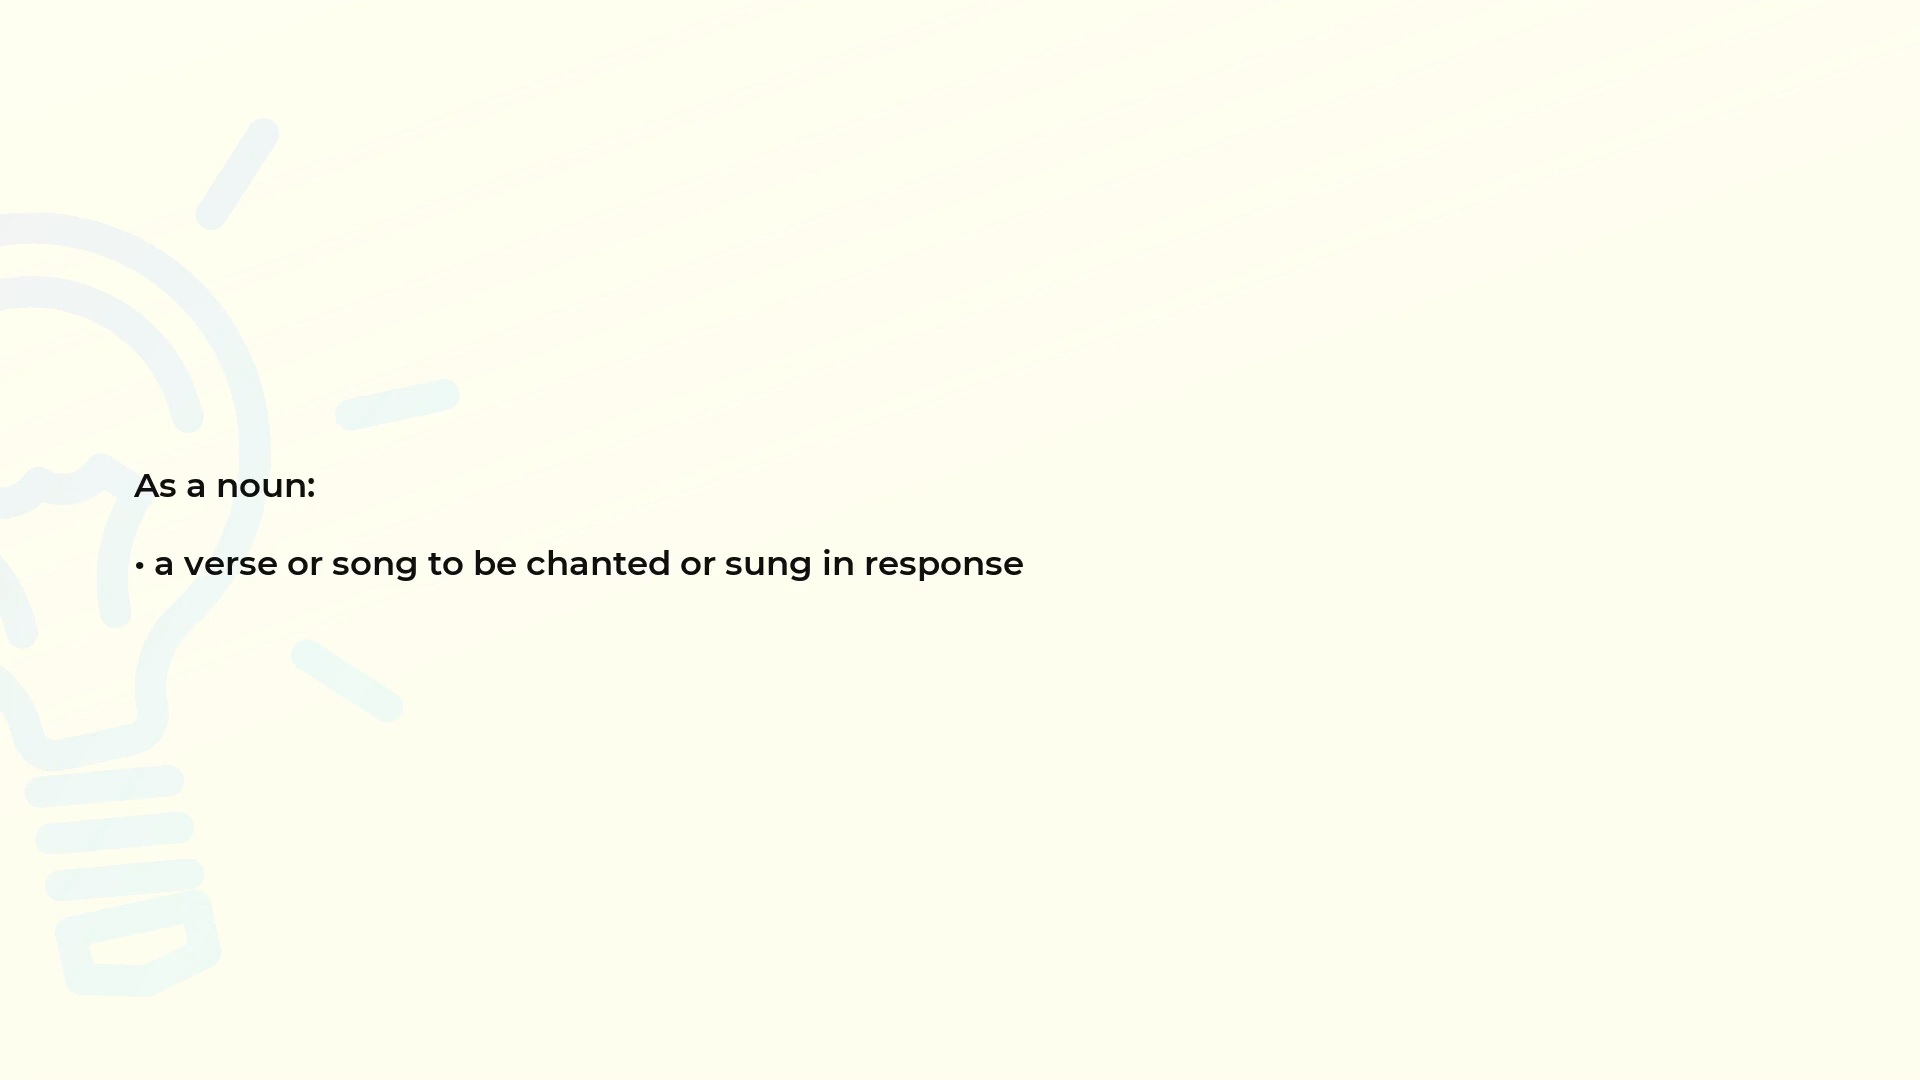 As a noun:
• a verse or song to be chanted or sung in response